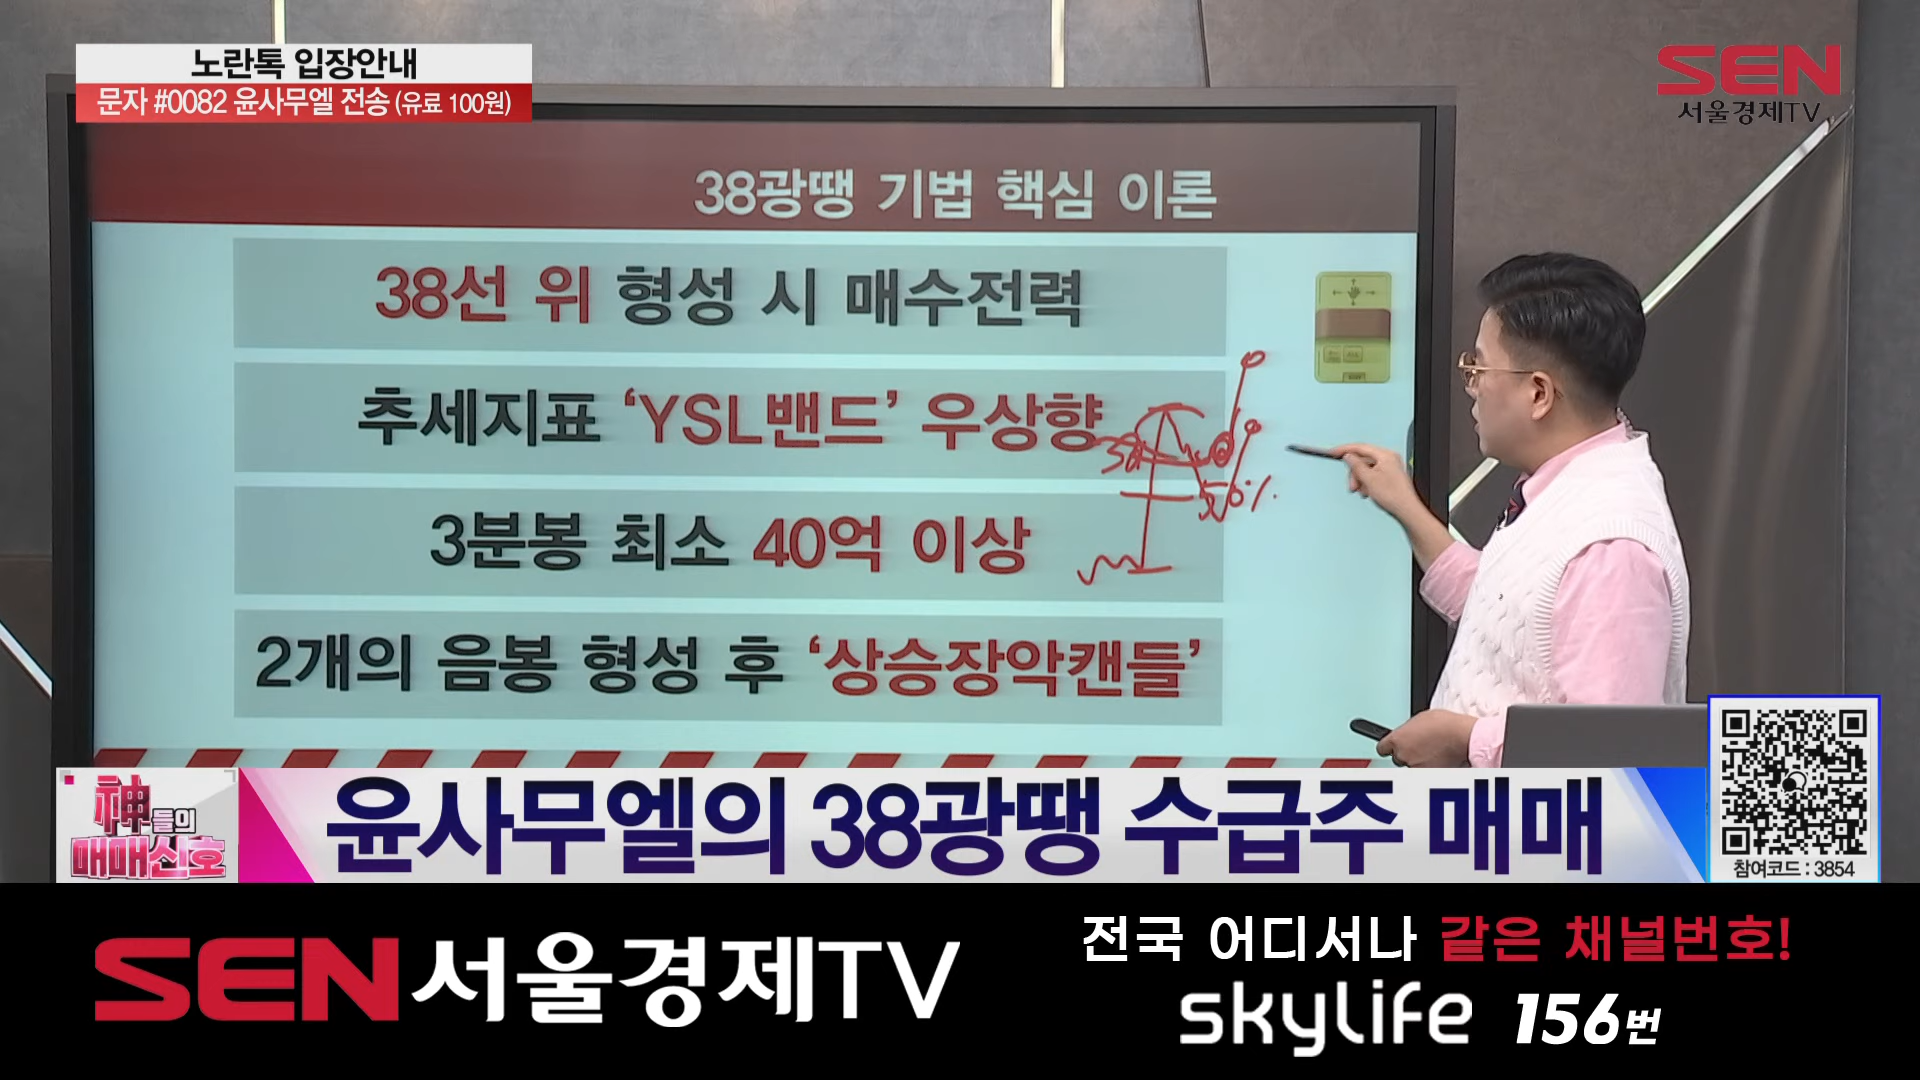 노란톡 입장안내
문자 #0082 윤사무엘 전송 (유료 100원)
SEN
서울경제TV
38광땡 기법 핵심 이론
38선 위 형성 시 매수전력
추세지표 ‘YSL밴드’ 우상향
50%
3분봉 최소 40억 이상
2개의 음봉 형성 후 ‘상승장악캔들’
神들의
매매신호
윤사무엘의 38광땡 수급주 매매
참여코드 : 3854
SEN서울경제TV
전국 어디서나 같은 채널번호!
skylife 156번